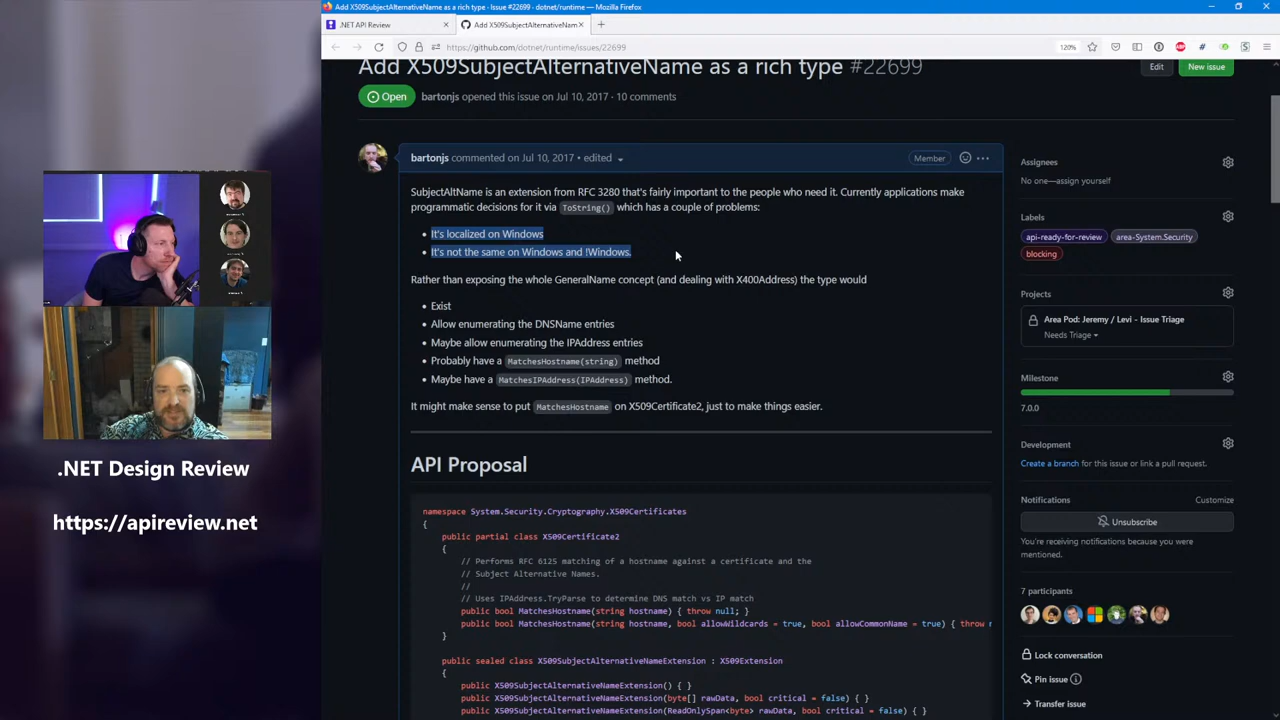 Add X509SubjectAlternativeName as a rich type · Issue #22699 · dotnet/runtime — Mozilla Firefox
.NET API Review
Add X509SubjectAlternativeName
https://github.com/dotnet/runtime/issues/22699
120%
Add X509SubjectAlternativeName as a rich type #22699
Edit
New issue
Open
bartonjs opened this issue on Jul 10, 2017 · 10 comments
bartonjs commented on Jul 10, 2017 • edited
Member
SubjectAltName is an extension from RFC 3280 that's fairly important to the people who need it. Currently applications make
programmatic decisions for it via ToString() which has a couple of problems:
• It's localized on Windows
• It's not the same on Windows and !Windows.
Rather than exposing the whole GeneralName concept (and dealing with X400Address) the type would
• Exist
• Allow enumerating the DNSName entries
• Maybe allow enumerating the IPAddress entries
• Probably have a MatchesHostname(string) method
• Maybe have a MatchesIPAddress(IPAddress) method.
It might make sense to put MatchesHostname on X509Certificate2, just to make things easier.
API Proposal
namespace System.Security.Cryptography.X509Certificates
{
public partial class X509Certificate2
{
// Performs RFC 6125 matching of a hostname against a certificate and the
// Subject Alternative Names.
//
// Uses IPAddress.TryParse to determine DNS match vs IP match
public bool MatchesHostname(string hostname) { throw null; }
public bool MatchesHostname(string hostname, bool allowWildcards = true, bool allowCommonName = true) { throw n
}
public sealed class X509SubjectAlternativeNameExtension : X509Extension
{
public X509SubjectAlternativeNameExtension() { }
public X509SubjectAlternativeNameExtension(byte[] rawData, bool critical = false) { }
public X509SubjectAlternativeNameExtension(ReadOnlySpan<byte> rawData, bool critical = false) { }
Assignees
No one—assign yourself
Labels
api-ready-for-review
area-System.Security
blocking
Projects
Area Pod: Jeremy / Levi - Issue Triage
Needs Triage
Milestone
7.0.0
Development
Create a branch for this issue or link a pull request.
Notifications
Customize
Unsubscribe
You're receiving notifications because you were
mentioned.
7 participants
Lock conversation
Pin issue
Transfer issue
.NET Design Review
https://apireview.net